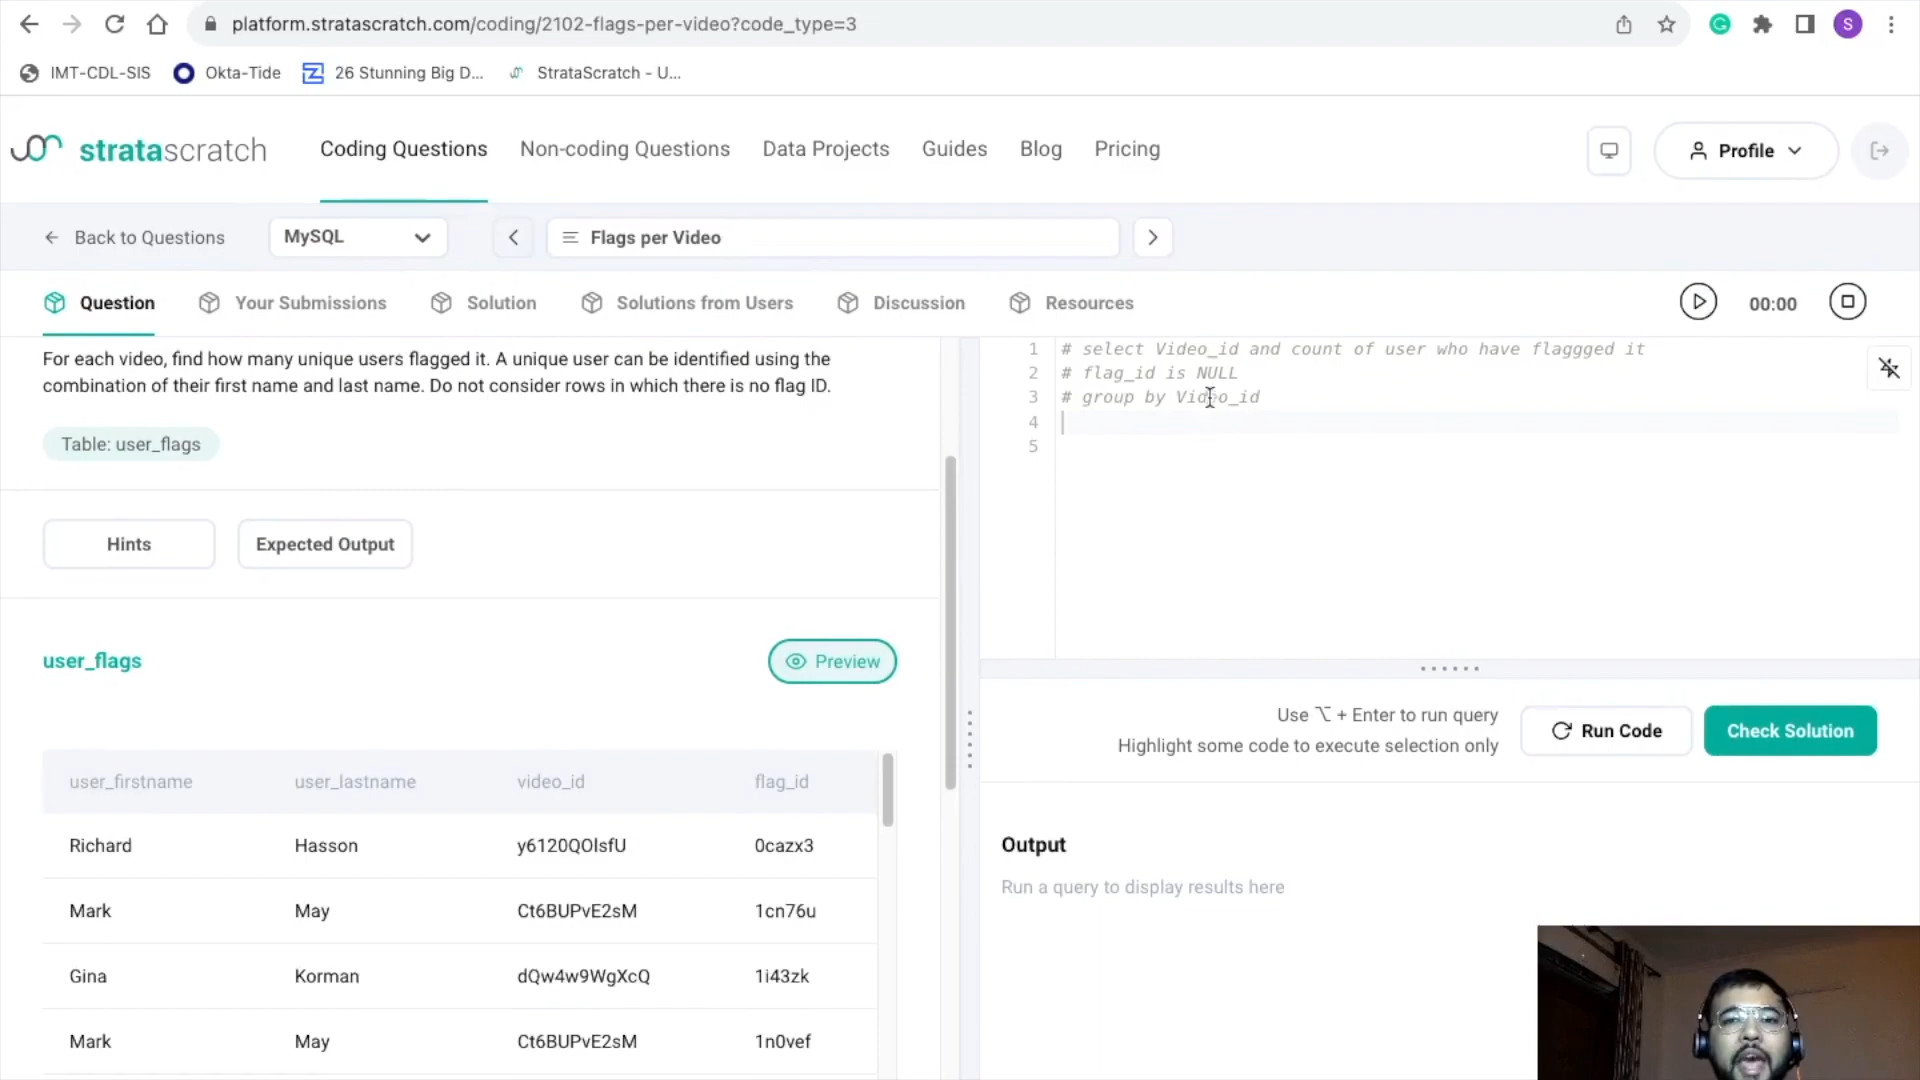 platform.stratascratch.com/coding/2102-flags-per-video?code_type=3
S
IMT-CDL-SIS Okta-Tide 26 Stunning Big D... StrataScratch - U...
stratascratch Coding Questions Non-coding Questions Data Projects Guides Blog Pricing Profile
Back to Questions MySQL Flags per Video
Question Your Submissions Solution Solutions from Users Discussion Resources 00:00
For each video, find how many unique users flagged it. A unique user can be identified using the
combination of their first name and last name. Do not consider rows in which there is no flag ID.
Table: user_flags
Hints Expected Output
user_flags Preview
user_firstname user_lastname video_id flag_id
Richard Hasson y6120QOlsfU 0cazx3
Mark May Ct6BUPvE2sM 1cn76u
Gina Korman dQw4w9WgXcQ 1i43zk
Mark May Ct6BUPvE2sM 1n0vef
1 # select Video_id and count of user who have flaggged it
2 # flag_id is NULL
3 # group by Video_id
4
5
Use ⌥ + Enter to run query
Highlight some code to execute selection only
Run Code Check Solution
Output
Run a query to display results here